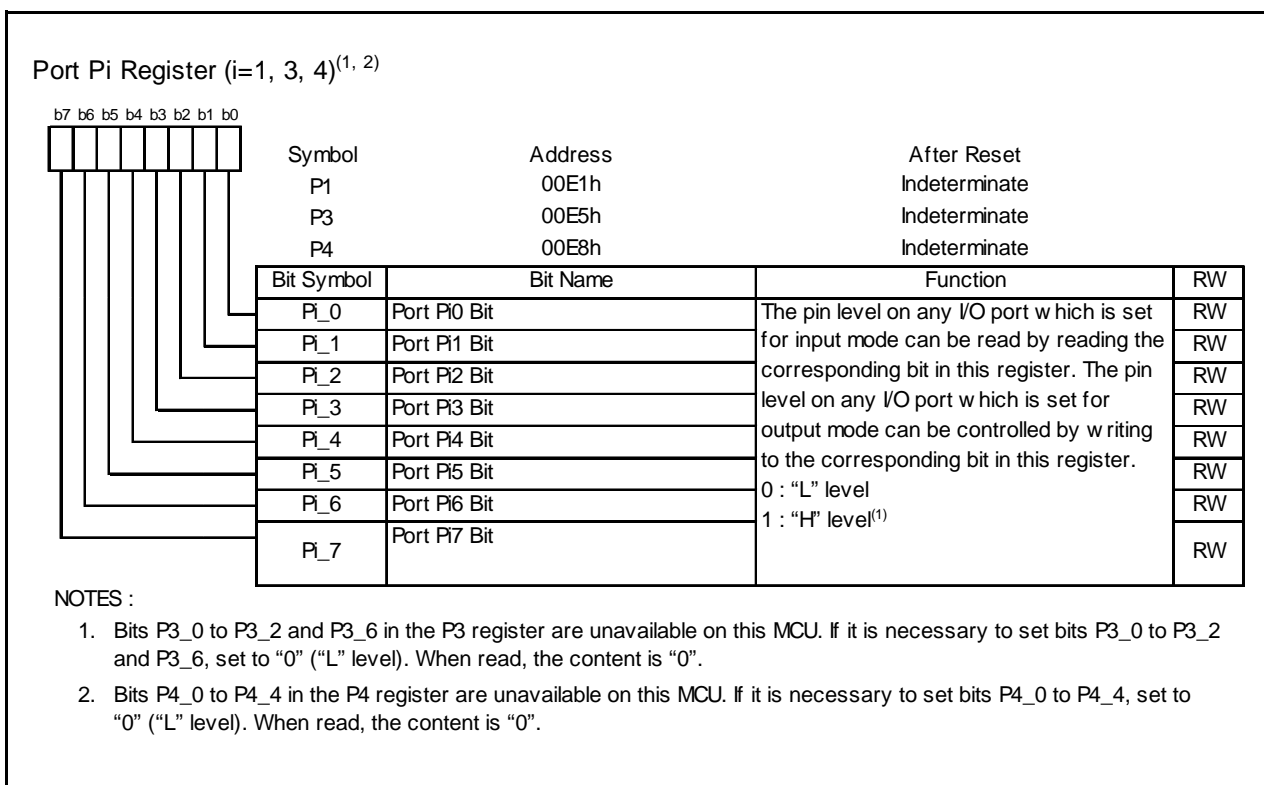 Port Pi Register (i=1, 3, 4)(1, 2)
b7 b6 b5 b4 b3 b2 b1 b0
Symbol Address After Reset
P1 00E1h Indeterminate
P3 00E5h Indeterminate
P4 00E8h Indeterminate
Bit Symbol Bit Name Function RW
Pi_0 Port Pi0 Bit The pin level on any I/O port which is set RW
Pi_1 Port Pi1 Bit for input mode can be read by reading the RW
Pi_2 Port Pi2 Bit corresponding bit in this register. The pin RW
Pi_3 Port Pi3 Bit level on any I/O port which is set for RW
Pi_4 Port Pi4 Bit output mode can be controlled by writing RW
Pi_5 Port Pi5 Bit to the corresponding bit in this register. RW
Pi_6 Port Pi6 Bit 0 : “L” level RW
1 : “H” level(1)
Pi_7 Port Pi7 Bit RW
NOTES :
1. Bits P3_0 to P3_2 and P3_6 in the P3 register are unavailable on this MCU. If it is necessary to set bits P3_0 to P3_2
and P3_6, set to “0” (“L” level). When read, the content is “0”.
2. Bits P4_0 to P4_4 in the P4 register are unavailable on this MCU. If it is necessary to set bits P4_0 to P4_4, set to
“0” (“L” level). When read, the content is “0”.